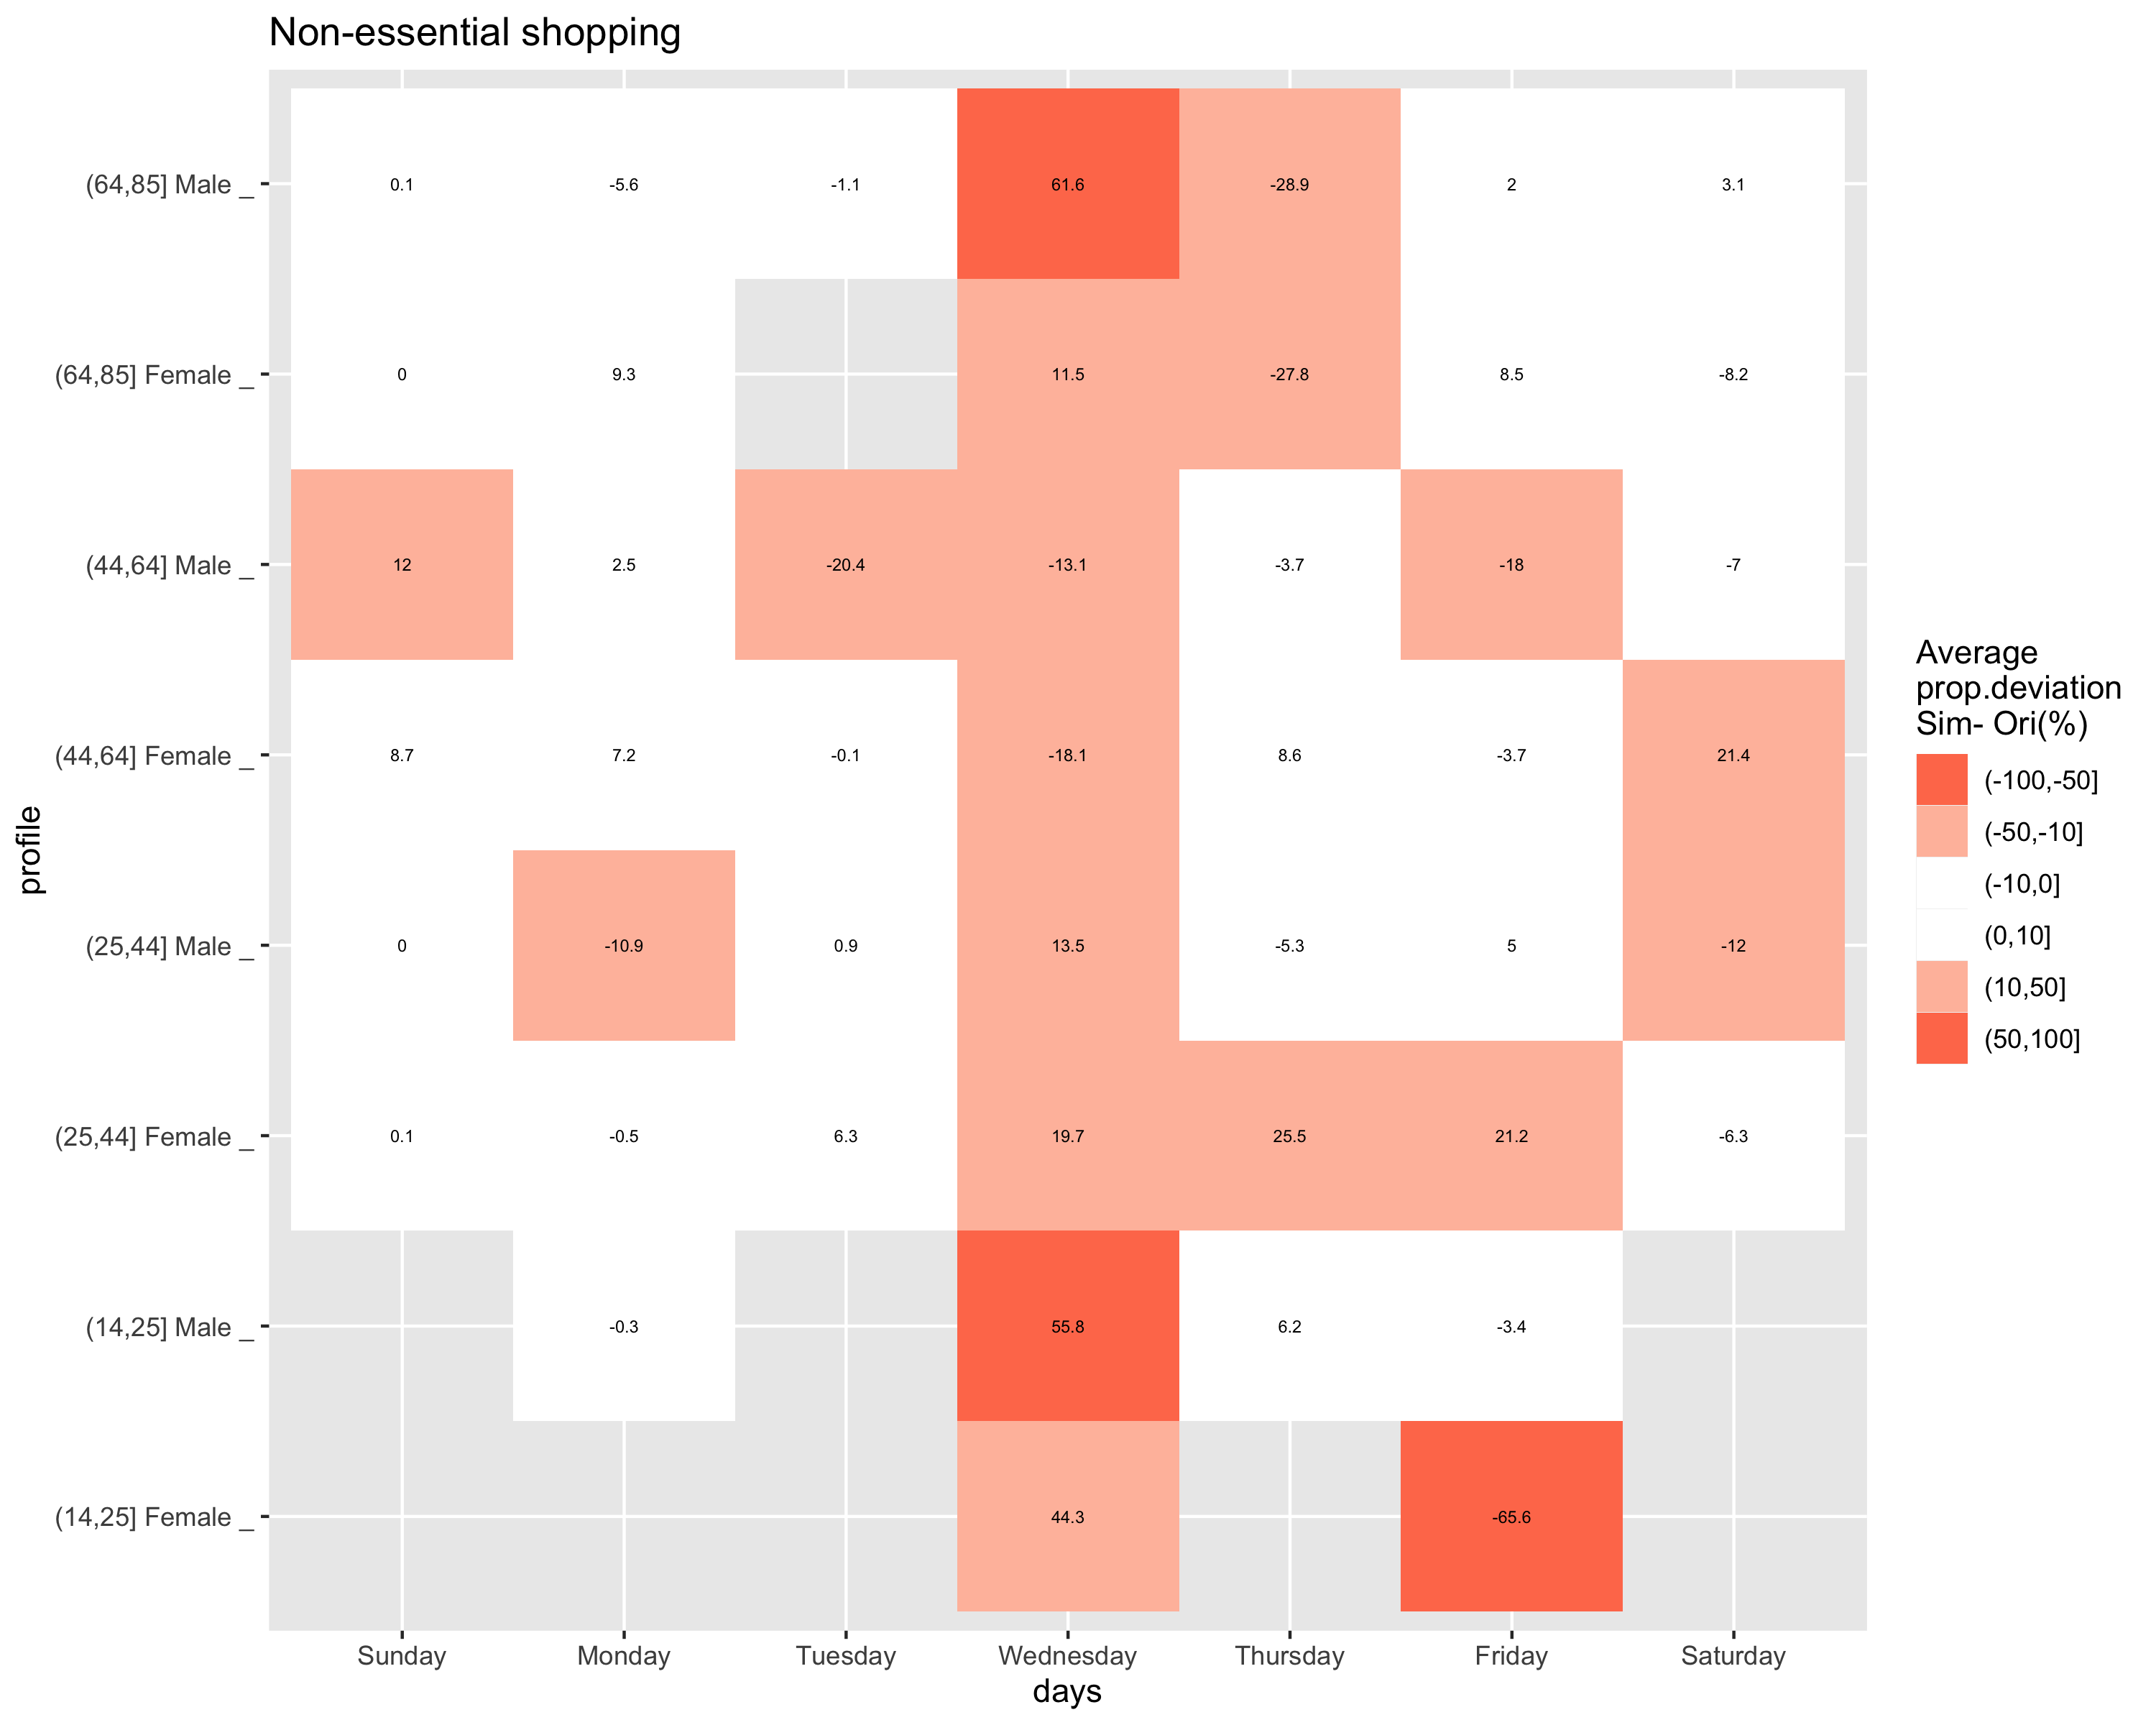 Non-essential shopping
profile
(64,85] Male _ 0.1 -5.6 -1.1 61.6 -28.9 2 3.1
(64,85] Female _ 0 9.3 11.5 -27.8 8.5 -8.2
(44,64] Male _ 12 2.5 -20.4 -13.1 -3.7 -18 -7
(44,64] Female _ 8.7 7.2 -0.1 -18.1 8.6 -3.7 21.4
(25,44] Male _ 0 -10.9 0.9 13.5 -5.3 5 -12
(25,44] Female _ 0.1 -0.5 6.3 19.7 25.5 21.2 -6.3
(14,25] Male _ -0.3 55.8 6.2 -3.4
(14,25] Female _ 44.3 -65.6
Sunday Monday Tuesday Wednesday Thursday Friday Saturday
days
Average
prop.deviation
Sim- Ori(%)
(-100,-50]
(-50,-10]
(-10,0]
(0,10]
(10,50]
(50,100]